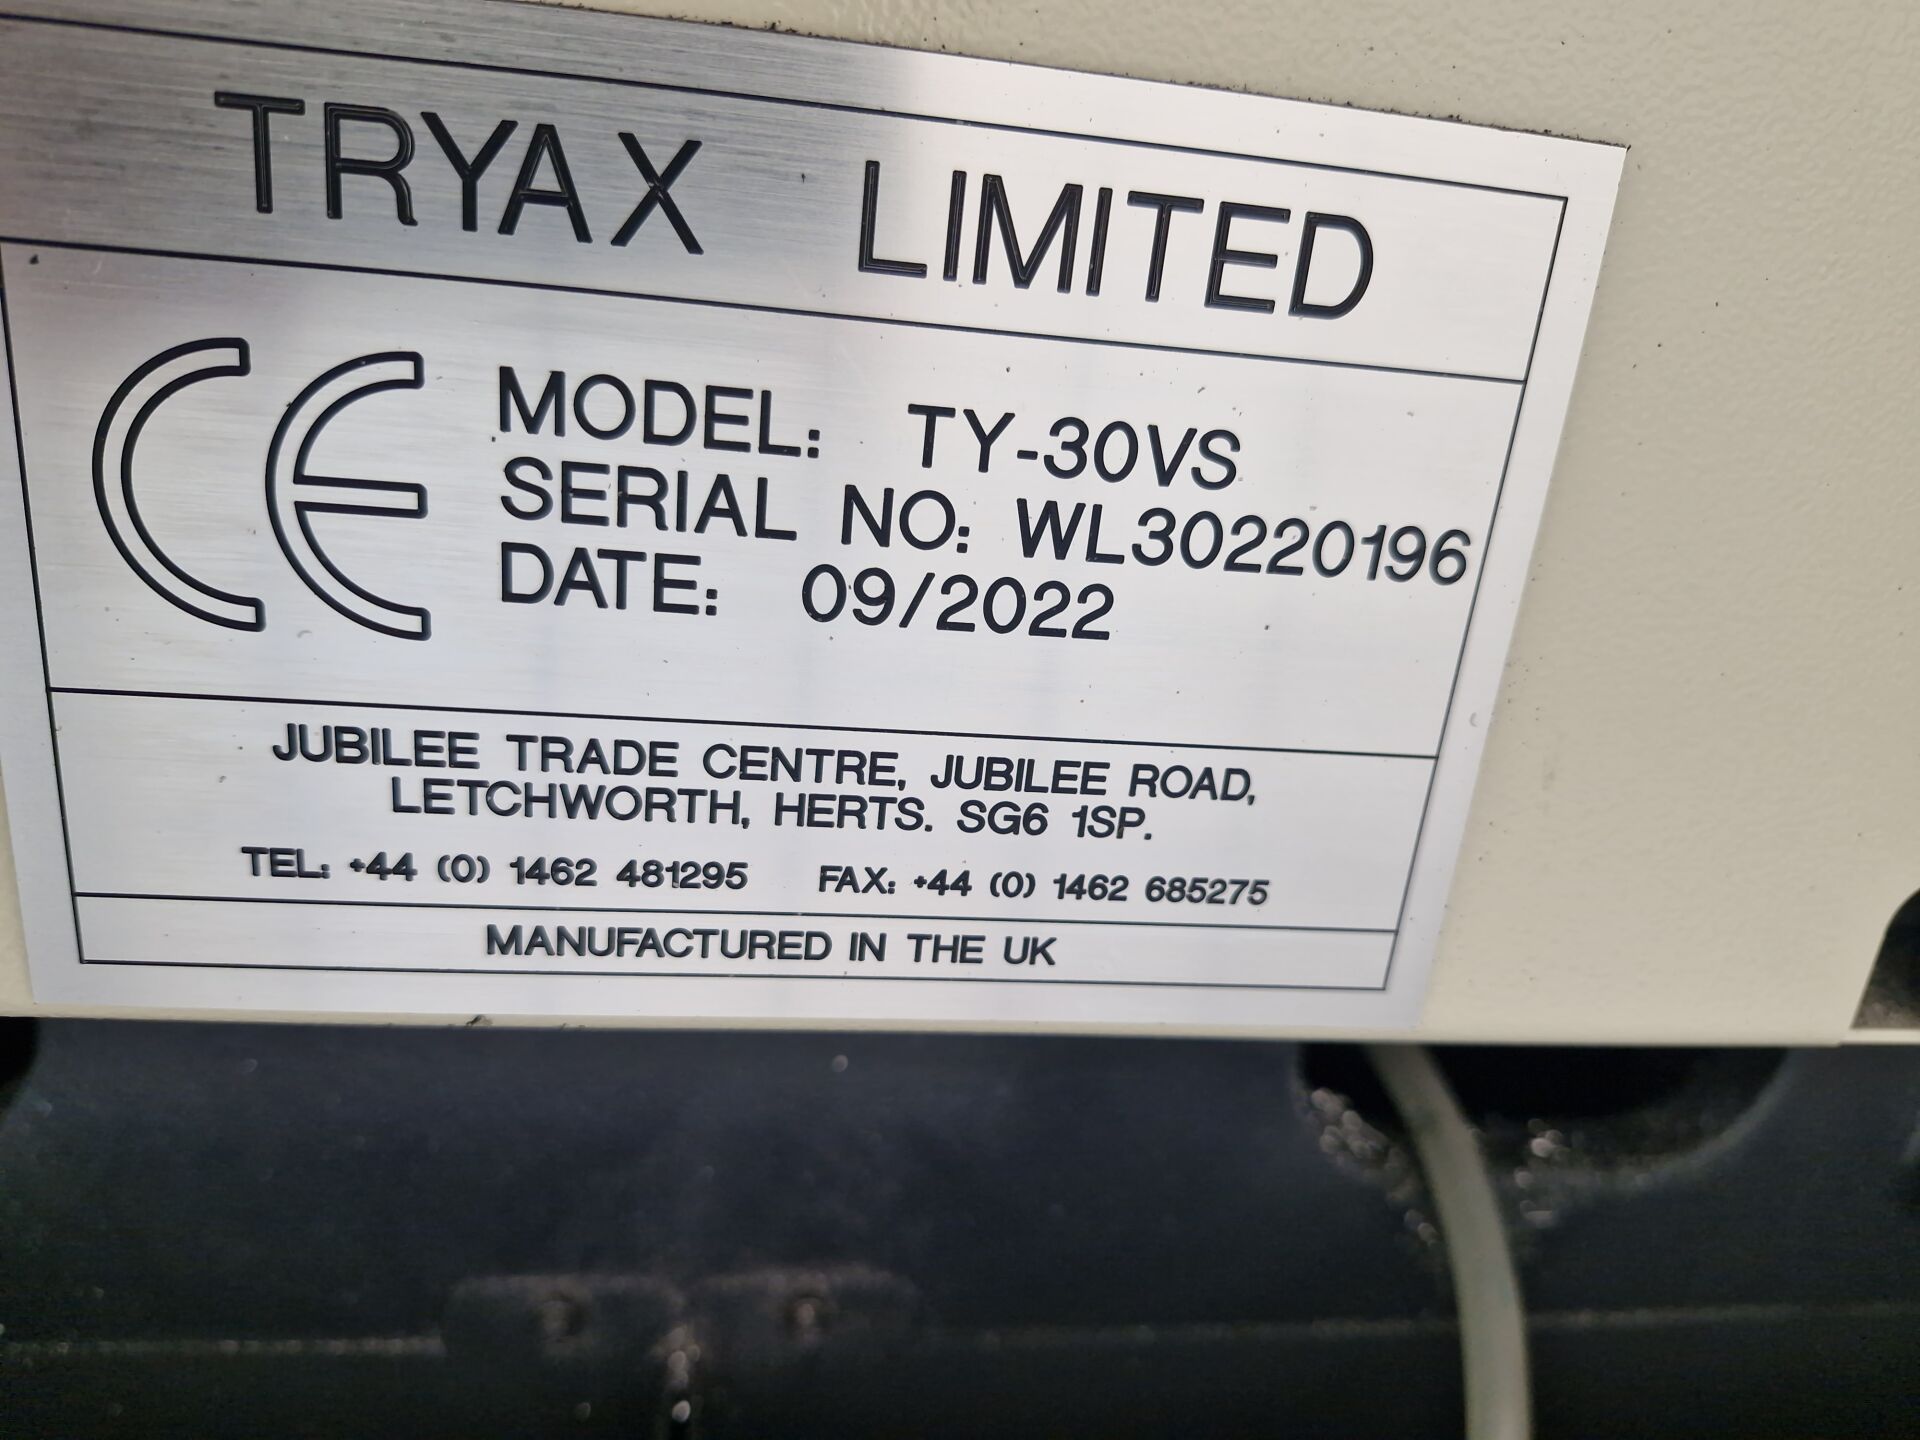 TRYAX LIMITED
CE
MODEL: TY-30VS
SERIAL NO: WL30220196
DATE: 09/2022
JUBILEE TRADE CENTRE, JUBILEE ROAD,
LETCHWORTH, HERTS. SG6 1SP.
TEL: +44 (0) 1462 481295 FAX: +44 (0) 1462 685275
MANUFACTURED IN THE UK